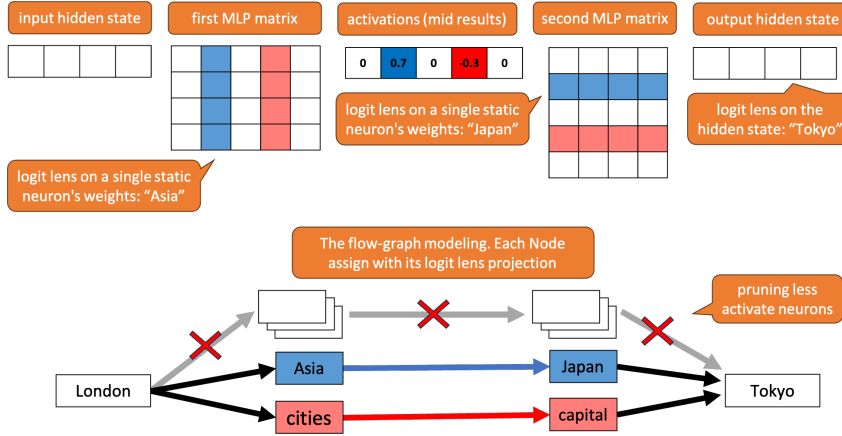 input hidden state
first MLP matrix
activations (mid results)
second MLP matrix
output hidden state
0 0.7 0 -0.3 0
logit lens on a single static
neuron's weights: “Japan”
logit lens on the
hidden state: “Tokyo”
logit lens on a single static
neuron's weights: “Asia”
The flow-graph modeling. Each Node
assign with its logit lens projection
pruning less
activate neurons
London
Asia
Japan
cities
capital
Tokyo